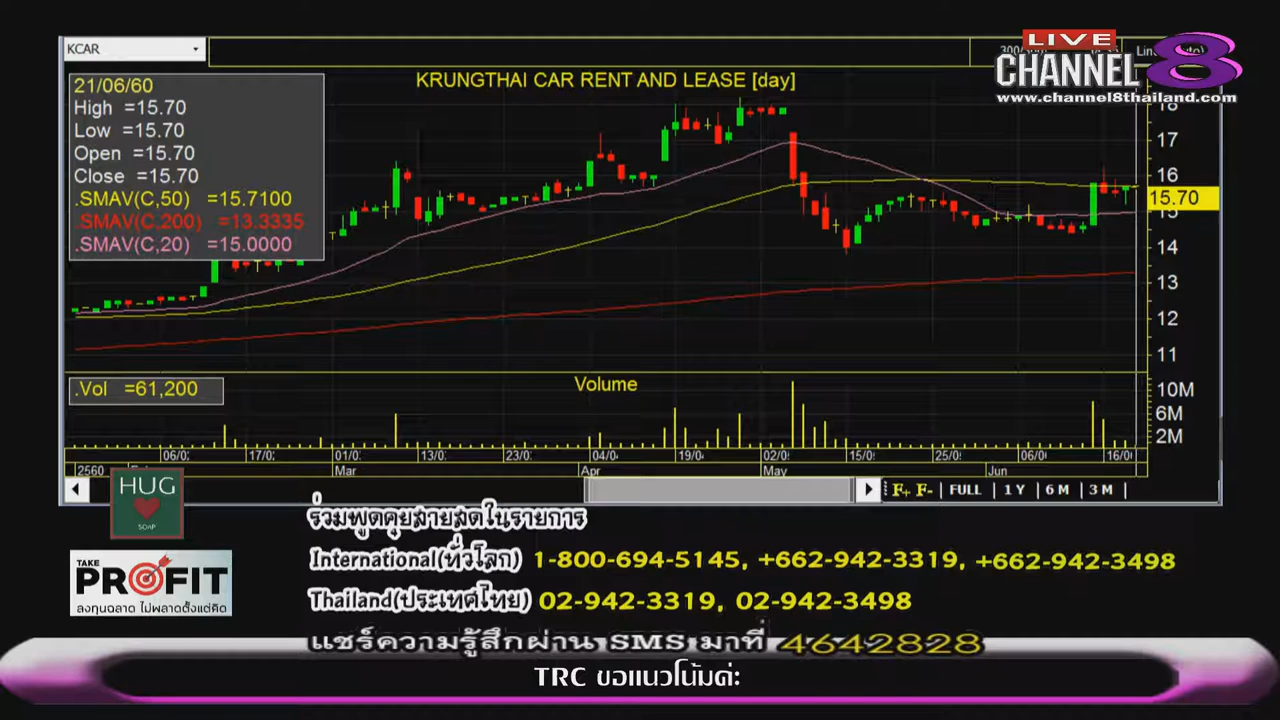 KCAR
LIVE
CHANNEL 8
www.channel8thailand.com
KRUNGTHAI CAR RENT AND LEASE [day]
21/06/60
High =15.70
Low =15.70
Open =15.70
Close =15.70
.SMAV(C,50) =15.7100
.SMAV(C,200) =13.3335
.SMAV(C,20) =15.0000
18
17
16
15.70
15
14
13
12
11
.Vol =61,200
Volume
10M
6M
2M
06/0 17/0 01/0 13/0 23/0 04/0 19/0 02/0 15/0 25/0 06/0 16/0
2560 Mar Apr May Jun
F+ F- FULL 1 Y 6 M 3 M
HUG
SOAP
TAKE
PROFIT
ลงทุนฉลาด ไม่พลาดตั้งแต่คิด
ร่วมพูดคุยสายสดในรายการ
International(ทั่วโลก) 1-800-694-5145, +662-942-3319, +662-942-3498
Thailand(ประเทศไทย) 02-942-3319, 02-942-3498
แชร์ความรู้สึกผ่าน SMS มาที่ 4642828
TRC ขอแนวโน้มค่ะ